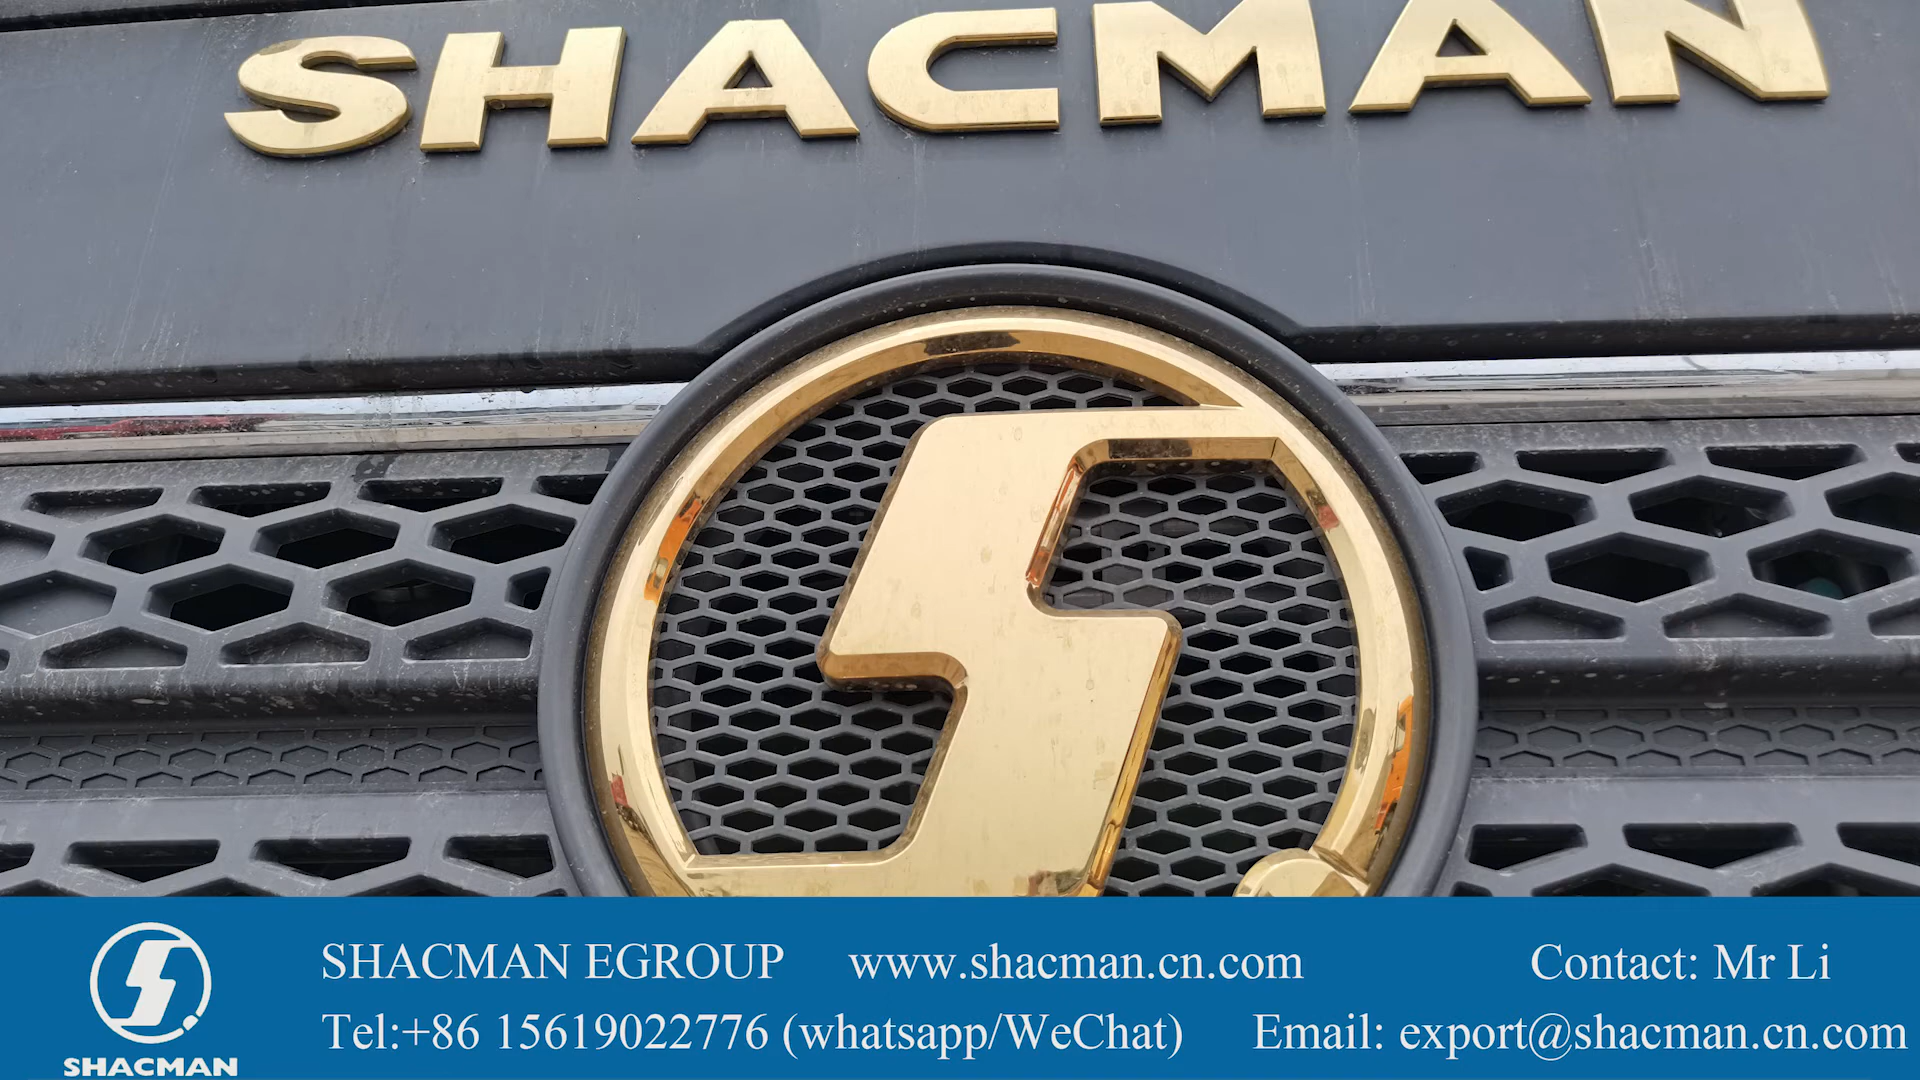 SHACMAN
SHACMAN EGROUP www.shacman.cn.com Contact: Mr Li
Tel:+86 15619022776 (whatsapp/WeChat) Email: export@shacman.cn.com
SHACMAN